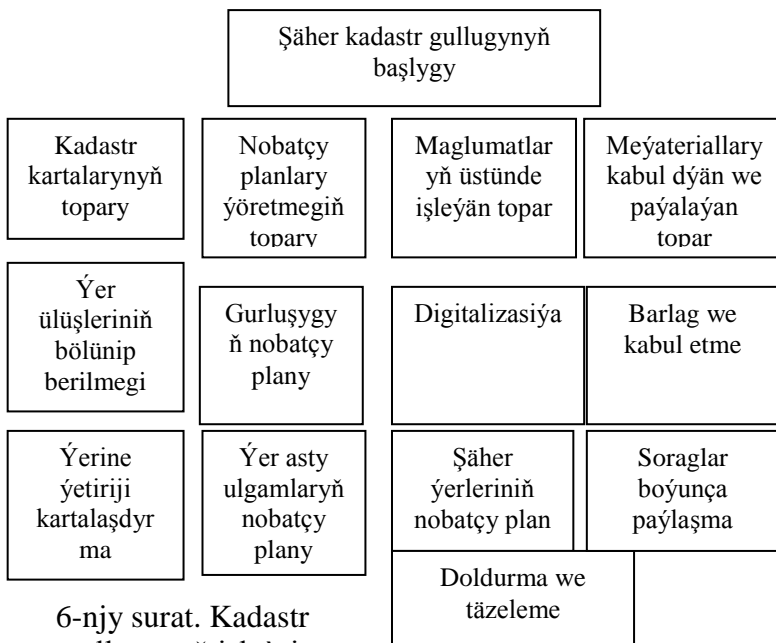 Şäher kadastr gullugynyň
başlygy
Kadastr
kartalarynyň
topary
Nobatçy
planlary
ýöretmegiň
topary
Maglumatlar
yň üstünde
işleýän topar
Meýateriallary
kabul dýän we
paýalaýan
topar
Ýer
ülüşleriniň
bölünip
berilmegi
Gurluşygy
ň nobatçy
plany
Digitalizasiýa
Barlag we
kabul etme
Ýerine
ýetiriji
kartalaşdyr
ma
Ýer asty
ulgamlaryň
nobatçy
plany
Şäher
ýerleriniň
nobatçy plan
Soraglar
boýunça
paýlaşma
Doldurma we
täzeleme
6-njy surat. Kadastr